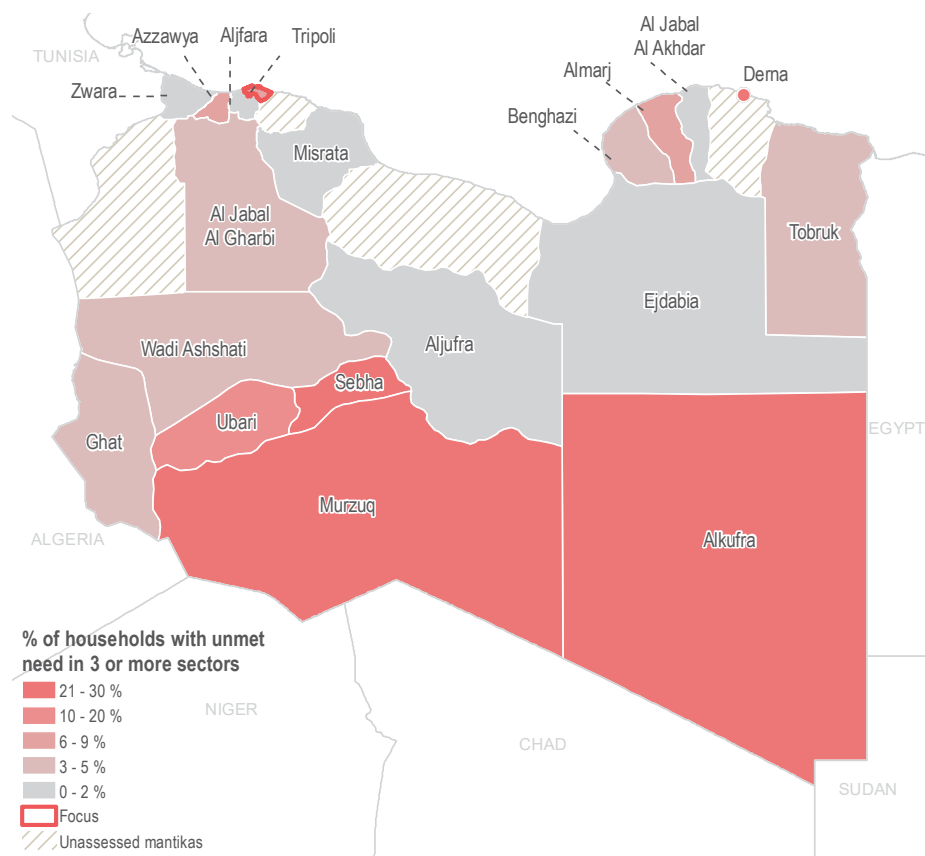 Al Jabal
Al Akhdar
Azzawya
Aljfara
Tripoli
TUNISIA
Almarj
Derna
Zwara
Benghazi
Misrata
Al Jabal
Al Gharbi
Tobruk
Ejdabia
Wadi Ashshati
Aljufra
Sebha
Ubari
Ghat
EGYPT
Murzuq
ALGERIA
Alkufra
% of households with unmet
need in 3 or more sectors
21 - 30 %
10 - 20 %
6 - 9 %
3 - 5 %
0 - 2 %
Focus
Unassessed mantikas
NIGER
CHAD
SUDAN